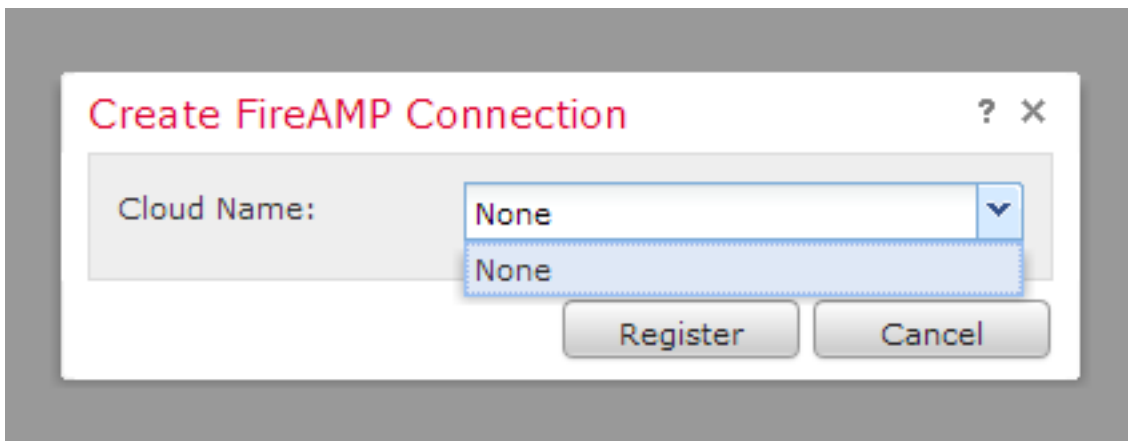 Create FireAMP Connection ? ×
Cloud Name: None
None
Register Cancel